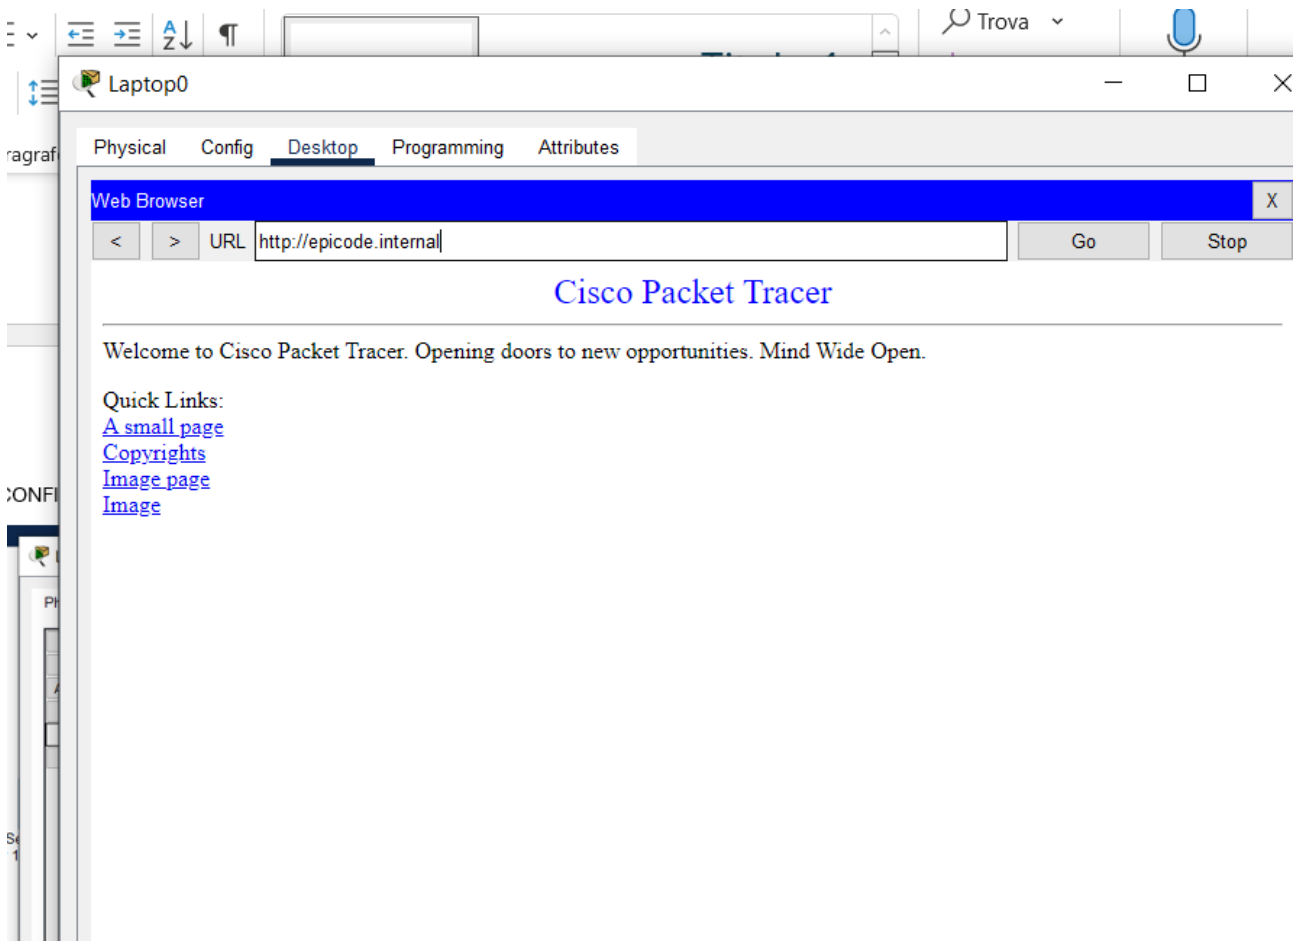 Trova
Laptop0
Physical Config Desktop Programming Attributes
Web Browser X
< > URL http://epicode.internal Go Stop
Cisco Packet Tracer
Welcome to Cisco Packet Tracer. Opening doors to new opportunities. Mind Wide Open.
Quick Links:
A small page
Copyrights
Image page
Image